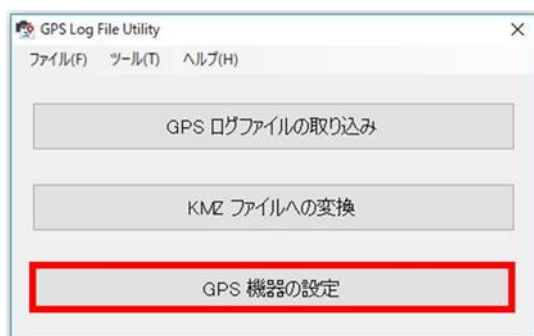 GPS Log File Utility
ファイル(F) ツール(T) ヘルプ(H)
GPS ログファイルの取り込み
KMZ ファイルへの変換
GPS 機器の設定